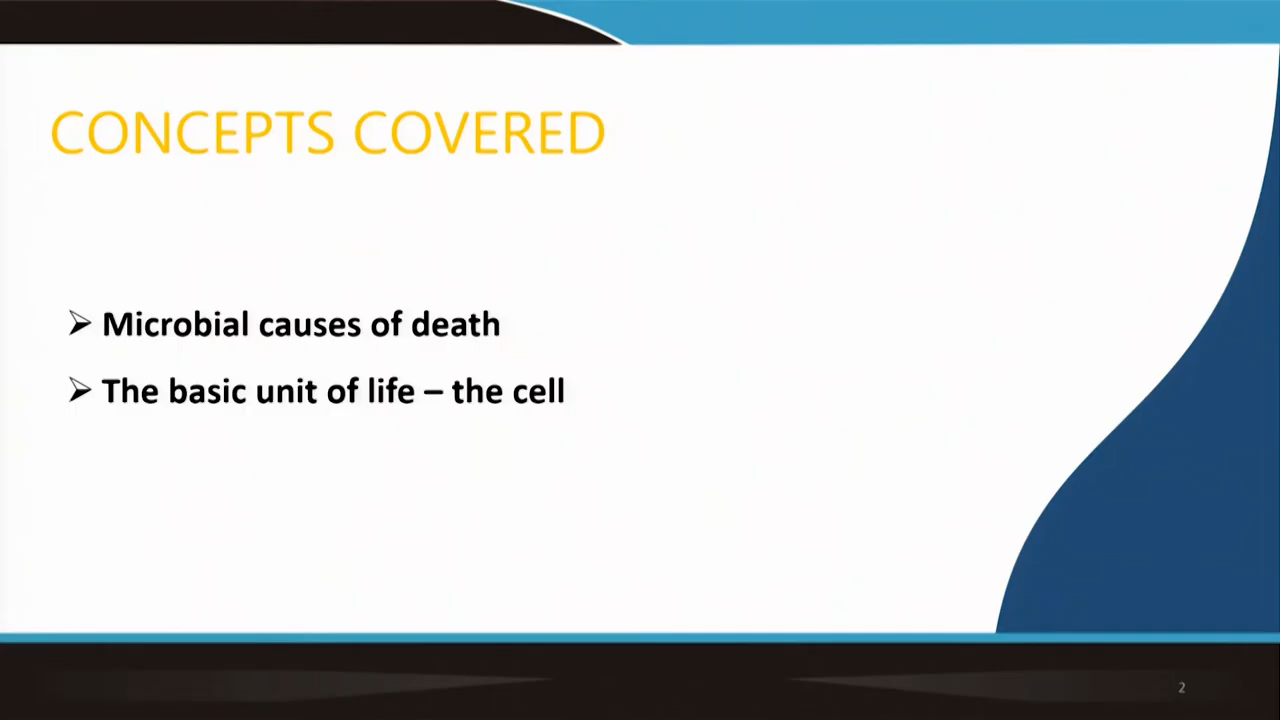 CONCEPTS COVERED
➢ Microbial causes of death
➢ The basic unit of life – the cell
2